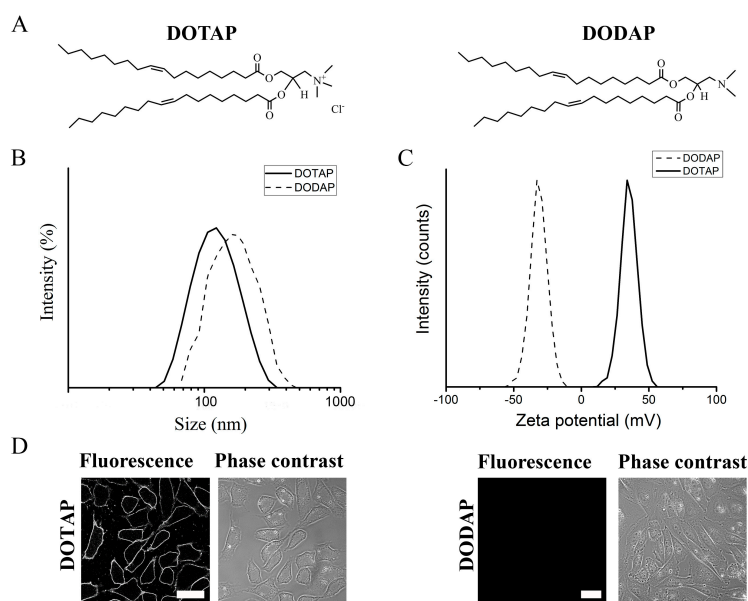 A
DOTAP
DODAP
O
O
O
O
H
N+
Cl-
O
O
O
O
H
N
B
C
DOTAP
DODAP
DODAP
DOTAP
Intensity (%)
Intensity (counts)
100
1000
-100
-50
0
50
100
Size (nm)
Zeta potential (mV)
D
Fluorescence
Phase contrast
Fluorescence
Phase contrast
DOTAP
DODAP